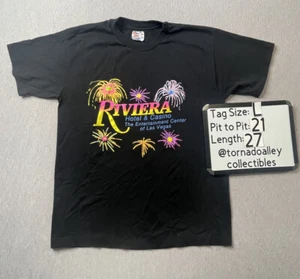 RIVIERA
Hotel & Casino
The Entertainment Center
of Las Vegas
Tag Size: L
Pit to Pit: 21
Length: 27
@tornadoalley
collectibles